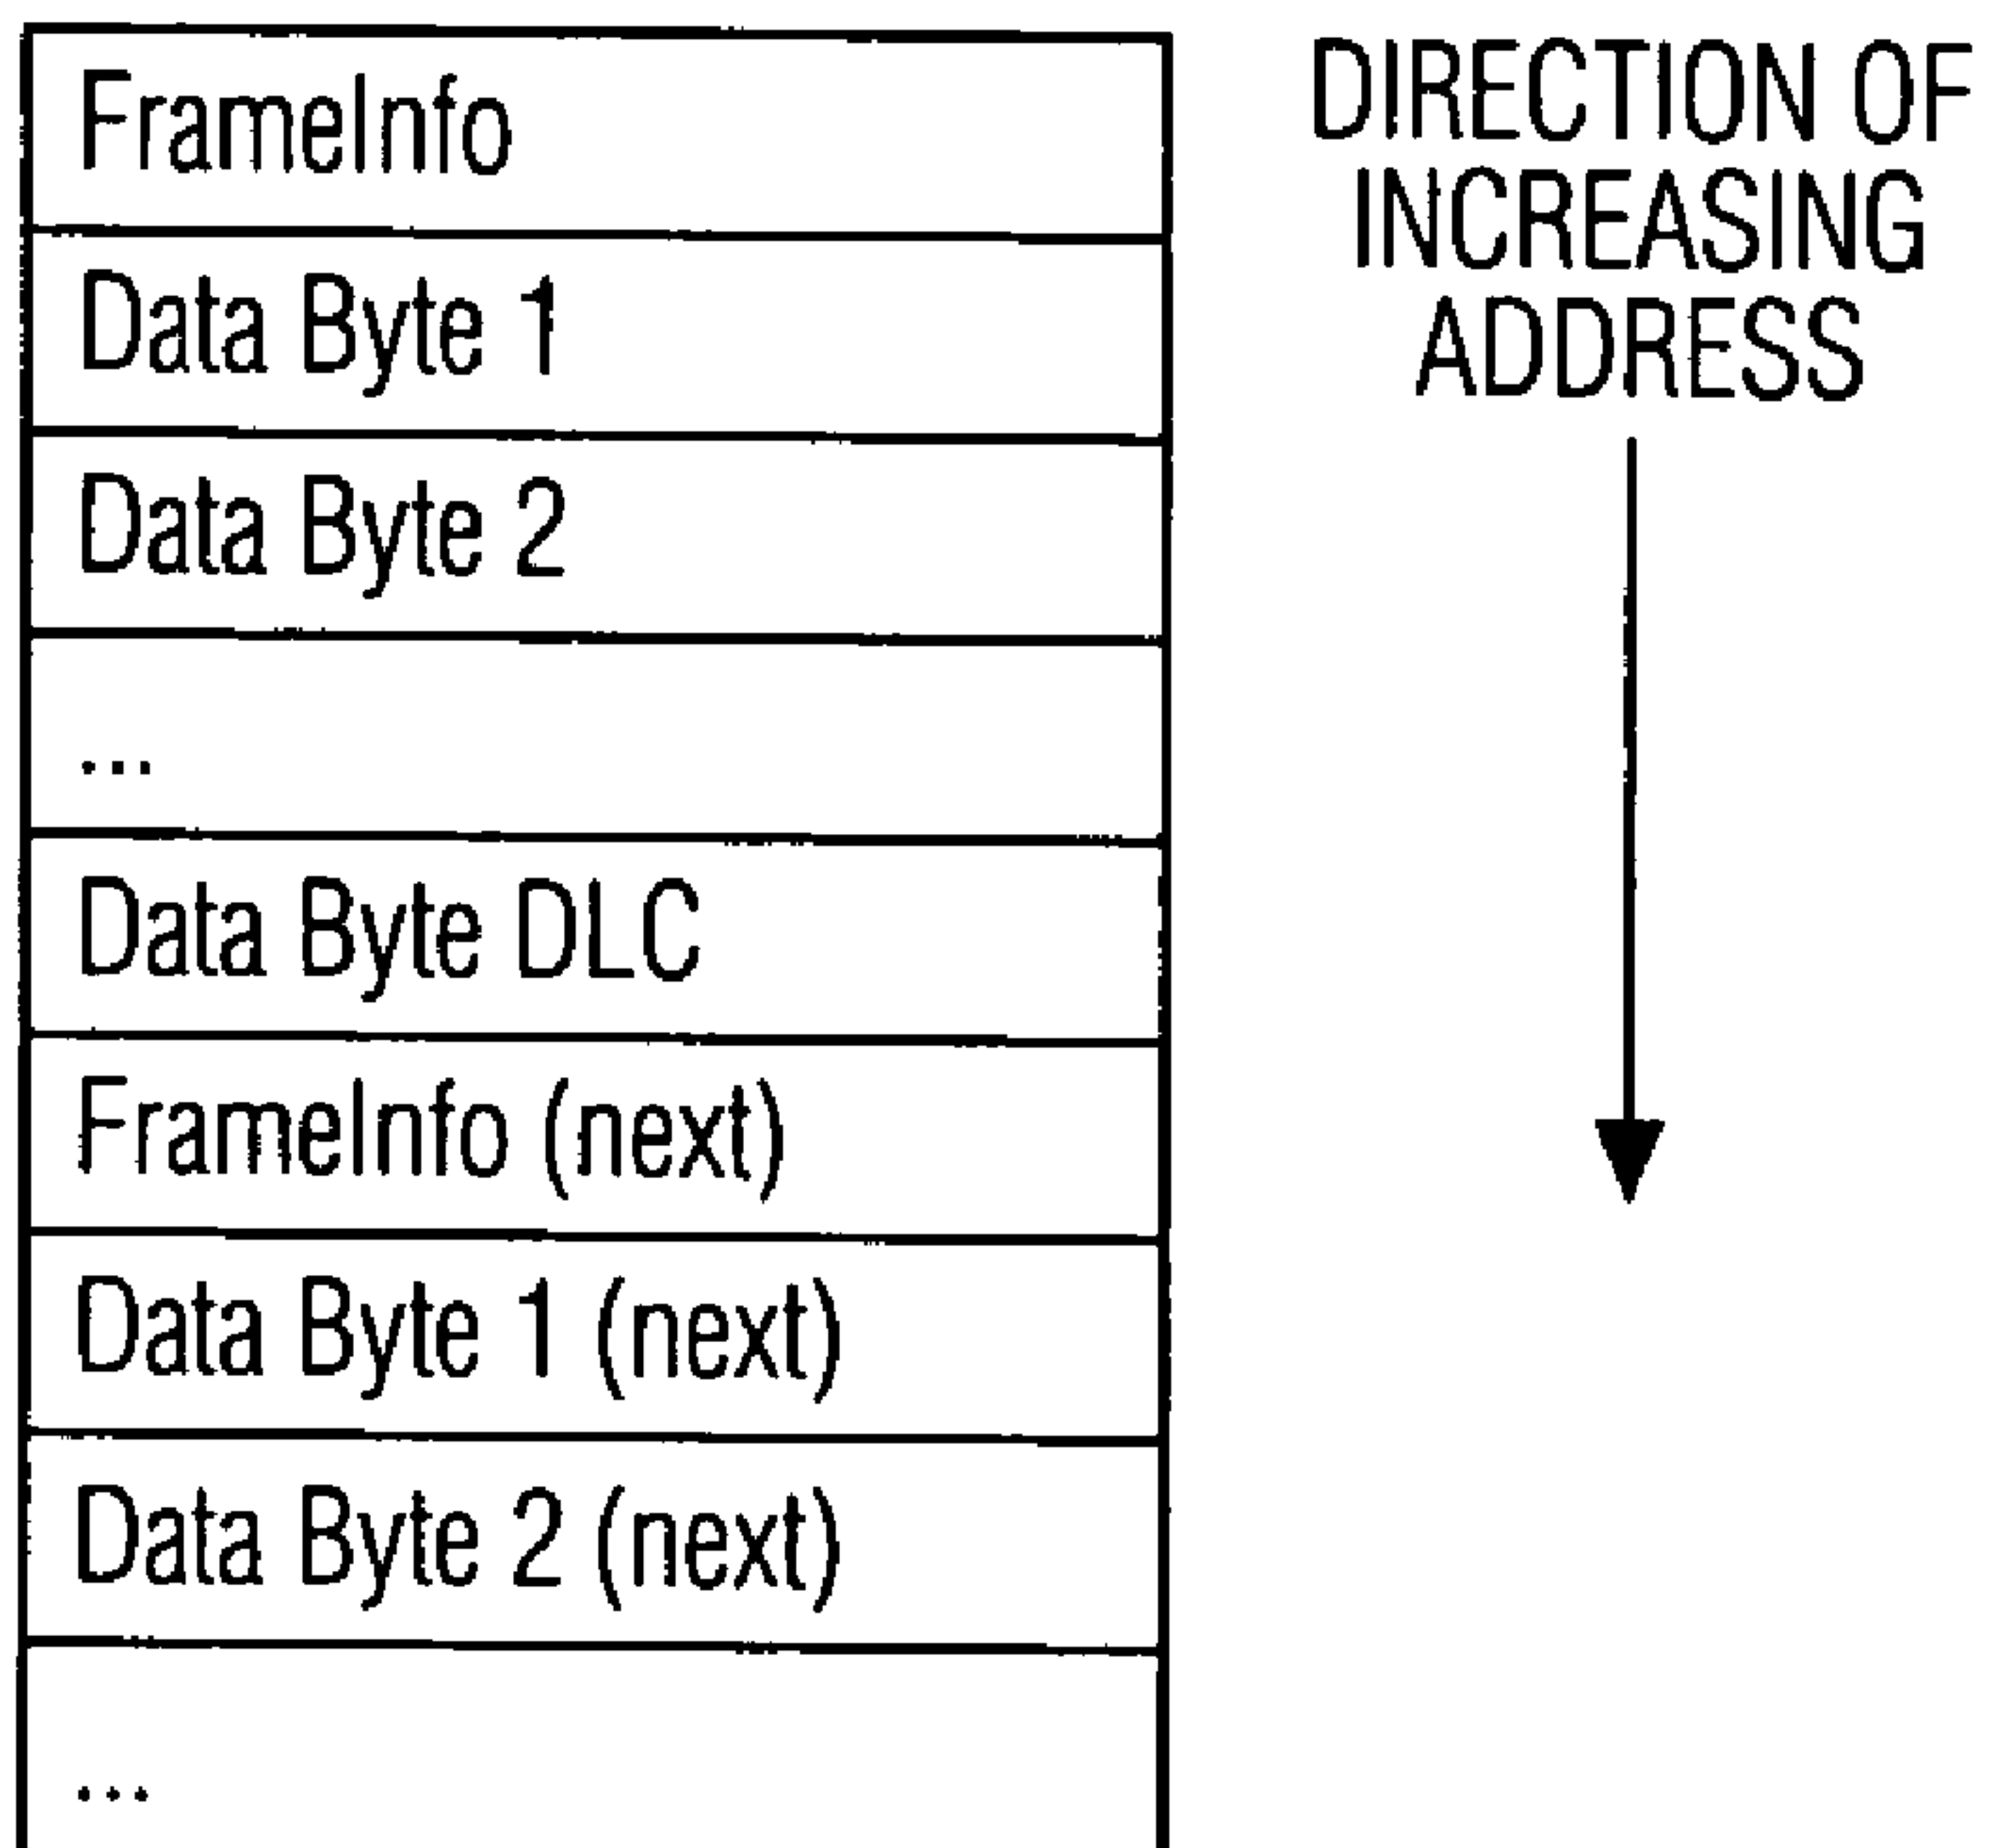 FrameInfo
Data Byte 1
Data Byte 2
...
Data Byte DLC
FrameInfo (next)
Data Byte 1 (next)
Data Byte 2 (next)
...
DIRECTION OF
INCREASING
ADDRESS